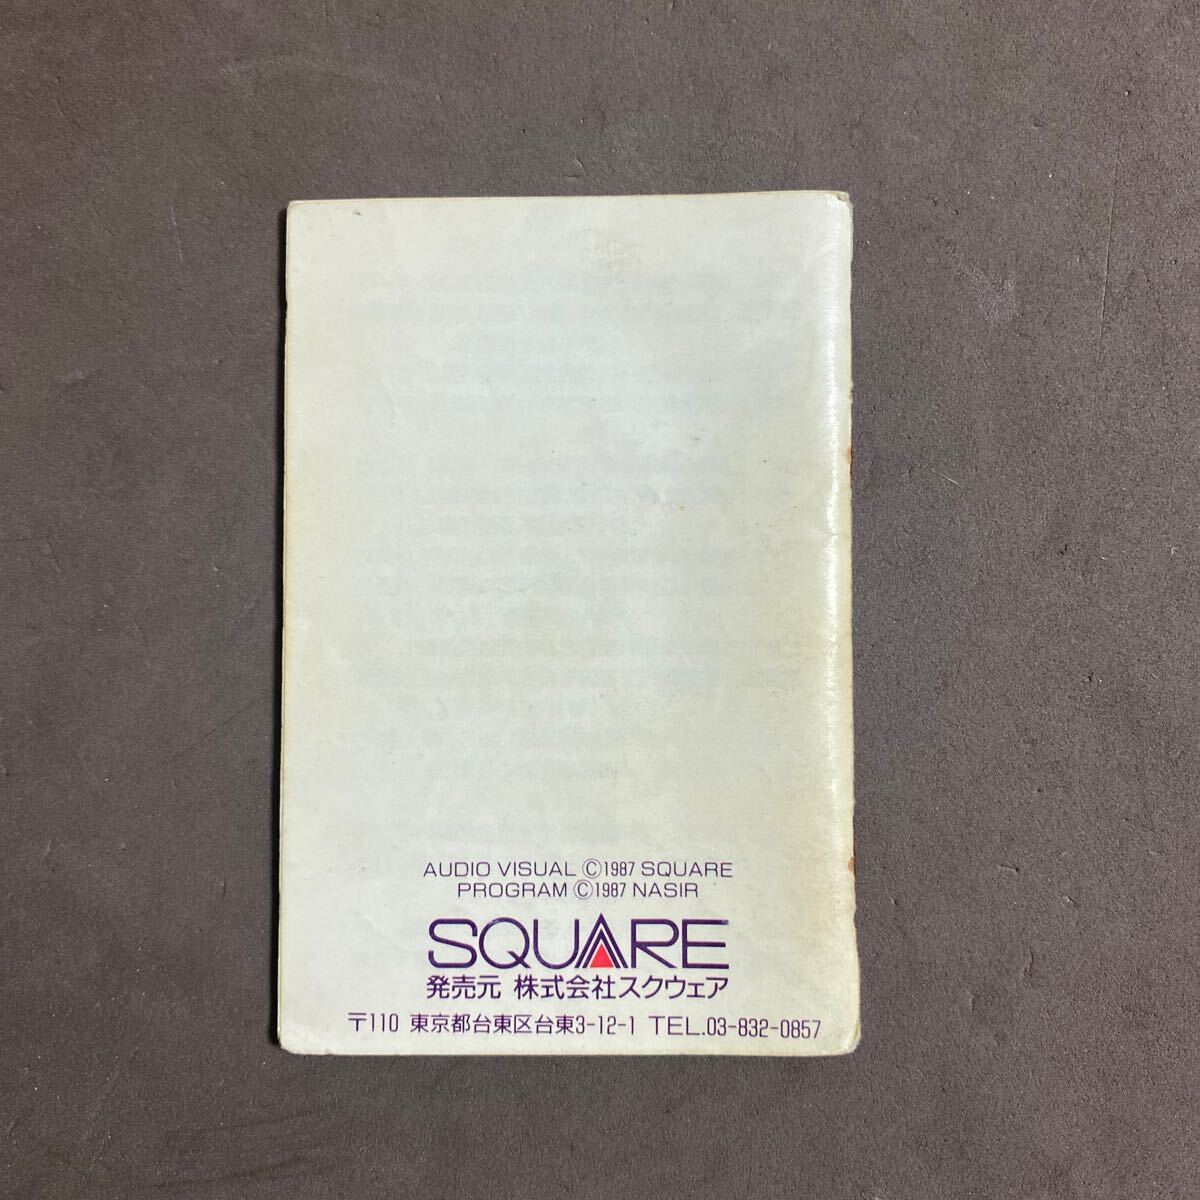 AUDIO VISUAL ©1987 SQUARE
PROGRAM ©1987 NASIR
SQUARE
発売元 株式会社スクウェア
〒110 東京都台東区台東3-12-1 TEL.03-832-0857